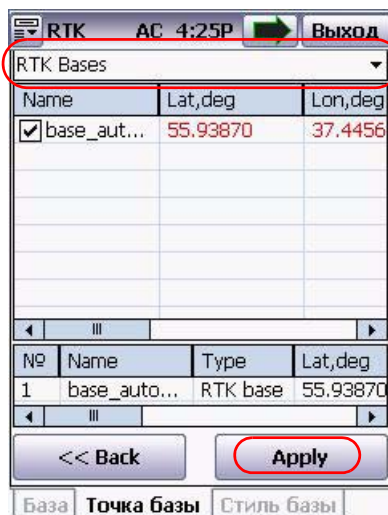 RTK AC 4:25P Выход
RTK Bases
Name Lat,deg Lon,deg
base_aut... 55.93870 37.4456
№ Name Type Lat,deg
1 base_auto... RTK base 55.93870
<< Back Apply
База Точка базы Стиль базы